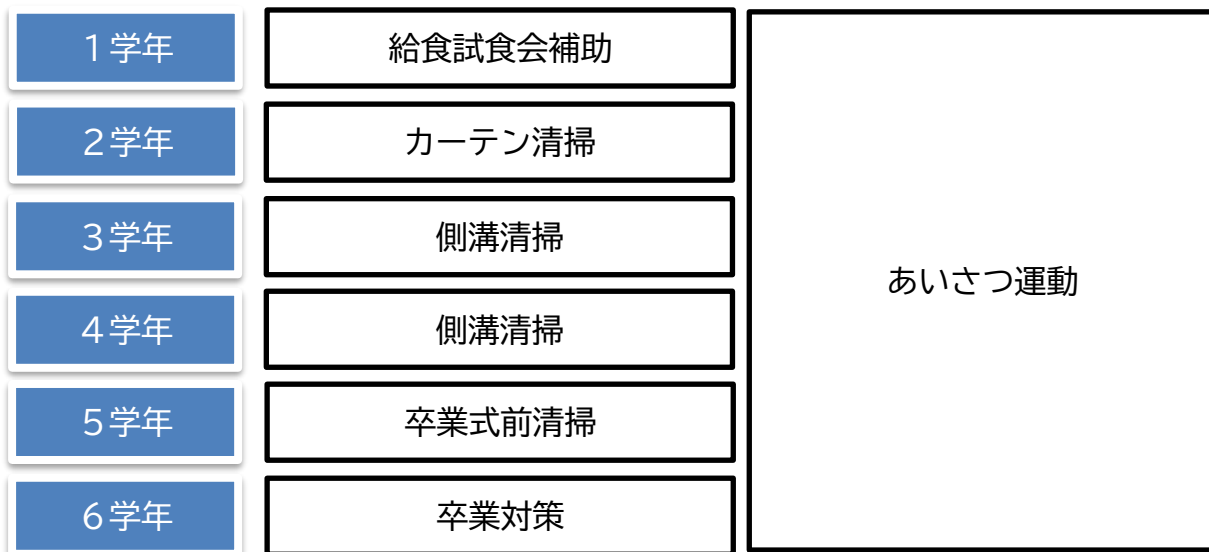 1学年
給食試食会補助
2学年
カーテン清掃
3学年
側溝清掃
あいさつ運動
4学年
側溝清掃
5学年
卒業式前清掃
6学年
卒業対策